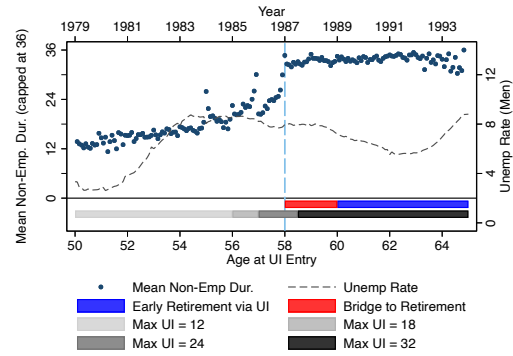 Year
1979 1981 1983 1985 1987 1989 1991 1993
Mean Non-Emp. Dur. (capped at 36)
36
24
12
0
Unemp Rate (Men)
12
8
4
0
50 52 54 56 58 60 62 64
Age at UI Entry
Mean Non-Emp Dur. Unemp Rate
Early Retirement via UI Bridge to Retirement
Max UI = 12 Max UI = 18
Max UI = 24 Max UI = 32